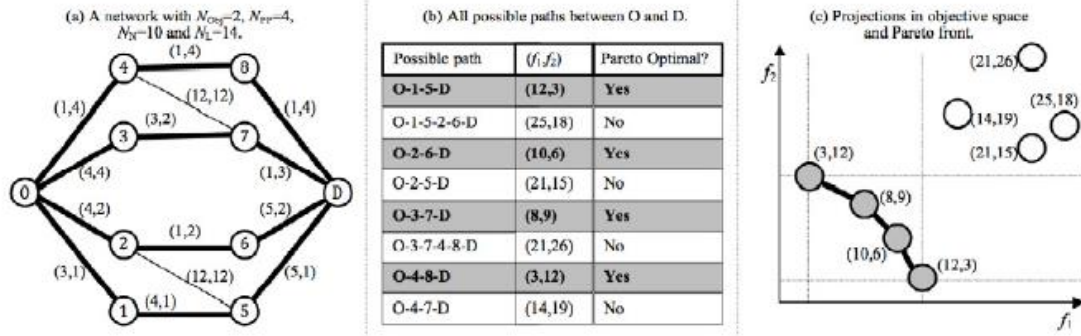 (a) A network with N_Obj=2, N_PP=4,
N_N=10 and N_L=14.
(1,4)
4
8
(12,12)
(1,4)
(1,4)
(3,2)
3
7
(4,4)
(1,3)
O
D
(4,2)
(5,2)
(1,2)
2
6
(3,1)
(12,12)
(5,1)
(4,1)
1
5
(b) All possible paths between O and D.
Possible path (f1,f2) Pareto Optimal?
O-1-5-D (12,3) Yes
O-1-5-2-6-D (25,18) No
O-2-6-D (10,6) Yes
O-2-5-D (21,15) No
O-3-7-D (8,9) Yes
O-3-7-4-8-D (21,26) No
O-4-8-D (3,12) Yes
O-4-7-D (14,19) No
(c) Projections in objective space
and Pareto front.
f2
(21,26)
(25,18)
(14,19)
(21,15)
(3,12)
(8,9)
(10,6)
(12,3)
f1